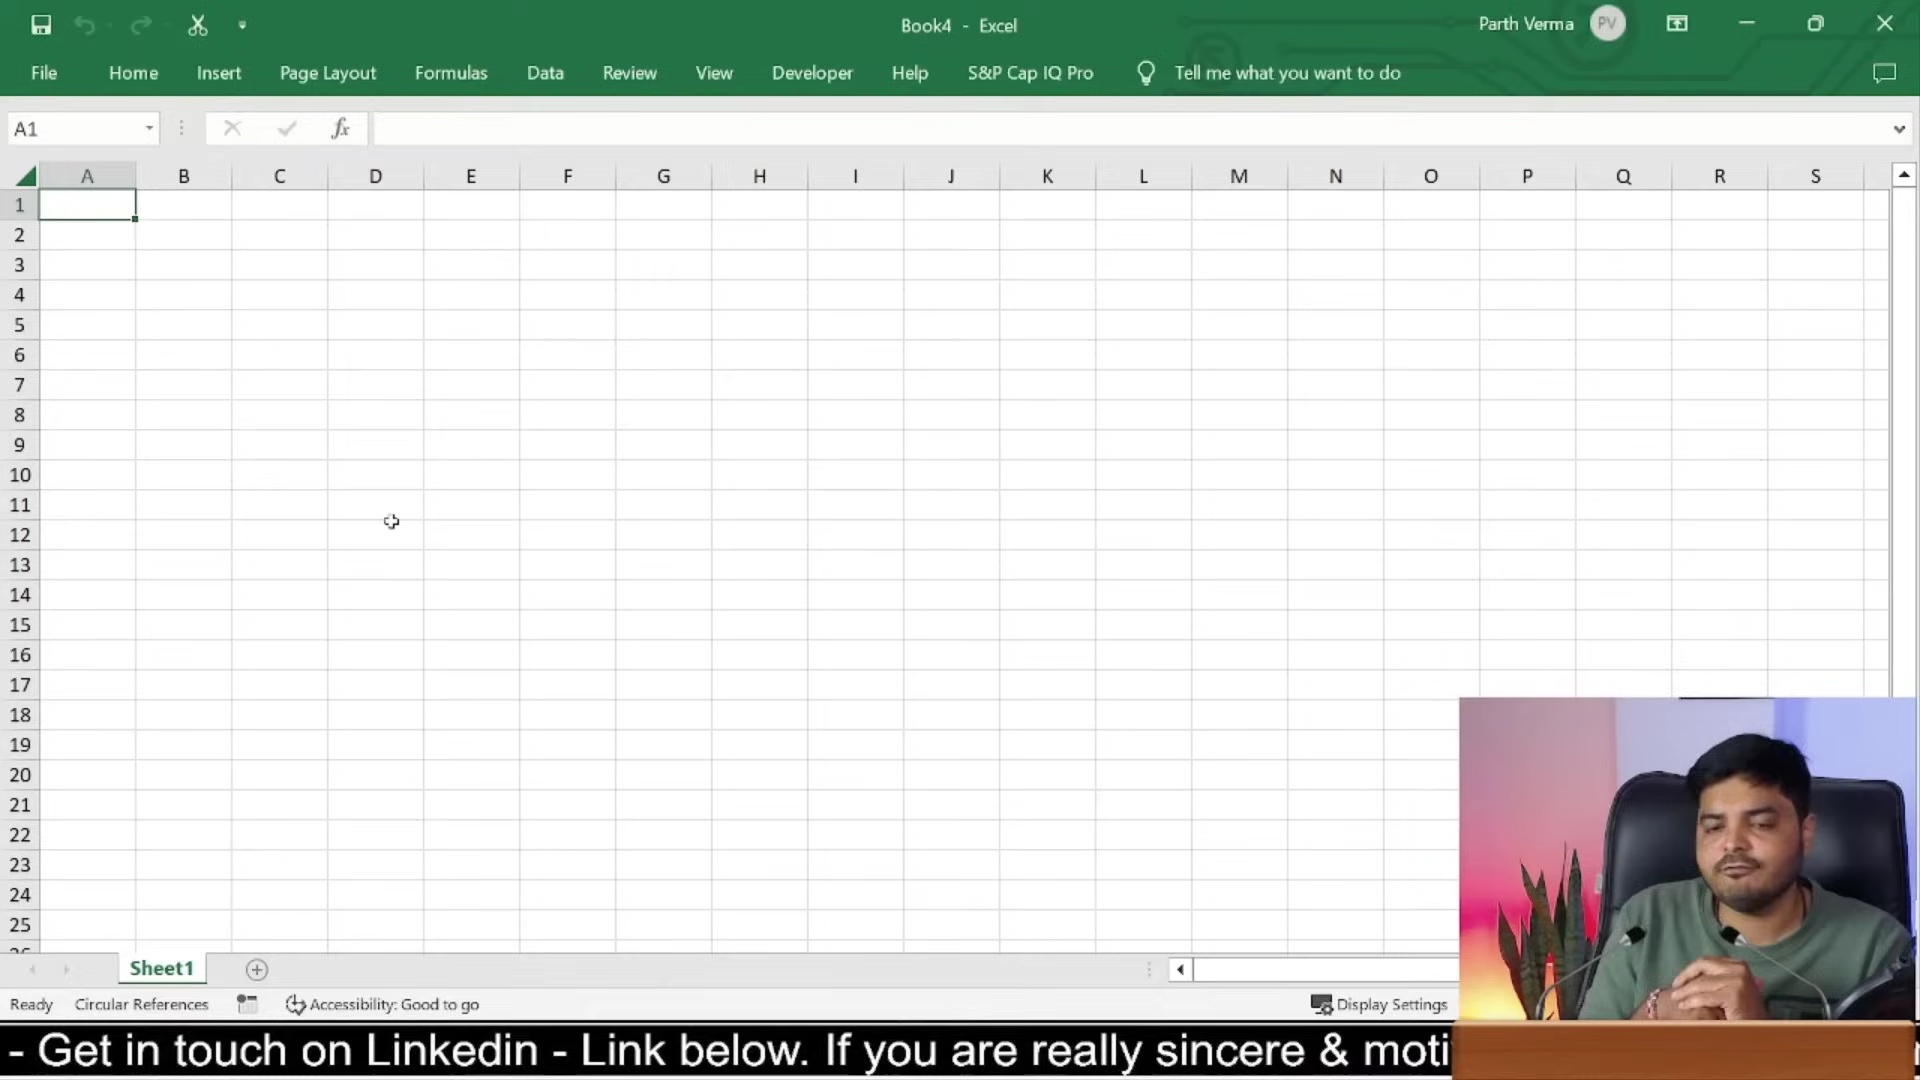 Book4 - Excel
Parth Verma
PV
File Home Insert Page Layout Formulas Data Review View Developer Help S&P Cap IQ Pro Tell me what you want to do
A1
fx
A B C D E F G H I J K L M N O P Q R S
1
2
3
4
5
6
7
8
9
10
11
12
13
14
15
16
17
18
19
20
21
22
23
24
25
Sheet1
Ready Circular References Accessibility: Good to go Display Settings
- Get in touch on Linkedin - Link below. If you are really sincere &